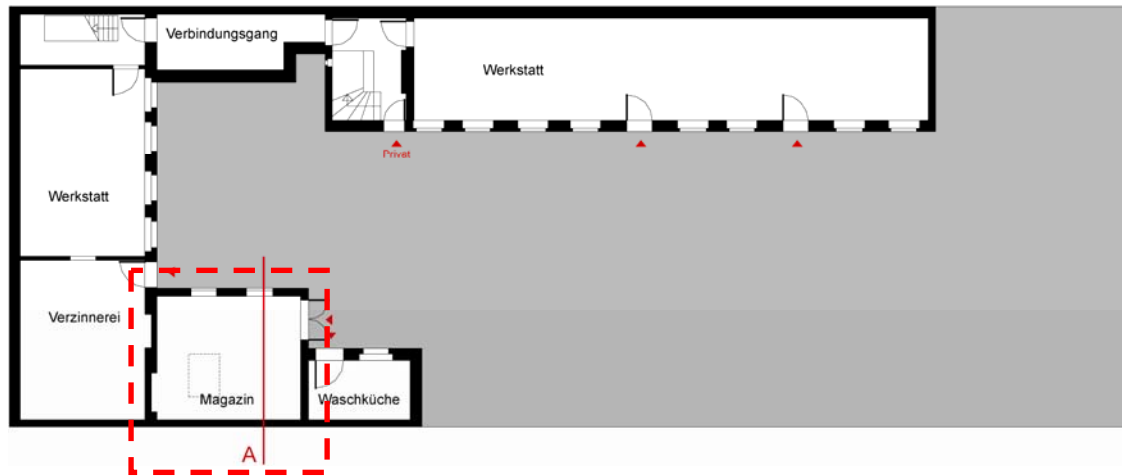 Verbindungsgang
Werkstatt
Privat
Werkstatt
Verzinnerei
Magazin
Waschküche
A